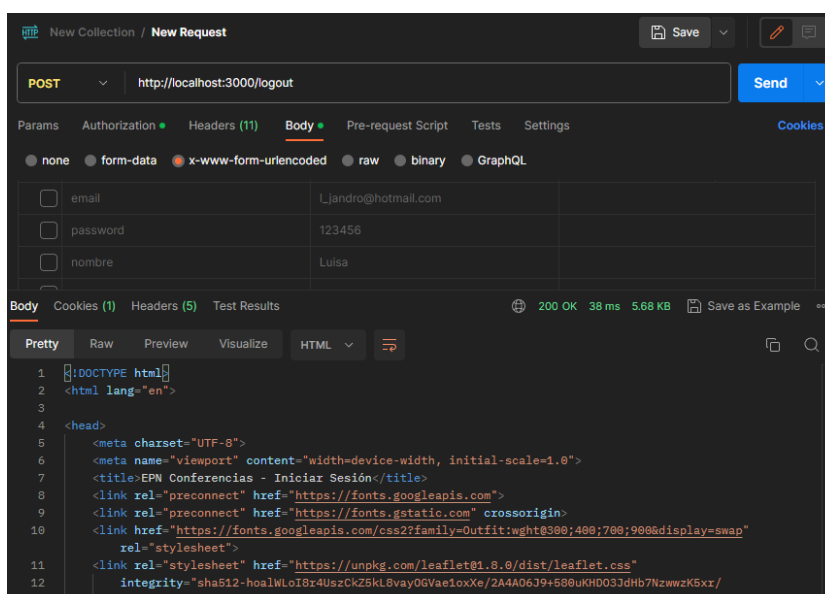 HTTP New Collection / New Request Save
POST http://localhost:3000/logout Send
Params Authorization Headers (11) Body Pre-request Script Tests Settings Cookies
none form-data x-www-form-urlencoded raw binary GraphQL
email l_jandro@hotmail.com
password 123456
nombre Luisa
Body Cookies (1) Headers (5) Test Results 200 OK 38 ms 5.68 KB Save as Example
Pretty Raw Preview Visualize HTML
1 <!DOCTYPE html>
2 <html lang="en">
3
4 <head>
5 <meta charset="UTF-8">
6 <meta name="viewport" content="width=device-width, initial-scale=1.0">
7 <title>EPN Conferencias - Iniciar Sesión</title>
8 <link rel="preconnect" href="https://fonts.googleapis.com">
9 <link rel="preconnect" href="https://fonts.gstatic.com" crossorigin>
10 <link href="https://fonts.googleapis.com/css2?family=Outfit:wght@300;400;700;900&display=swap"
rel="stylesheet">
11 <link rel="stylesheet" href="https://unpkg.com/leaflet@1.8.0/dist/leaflet.css"
12 integrity="sha512-hoalWLoI8r4UszCkZ5kL8vayOGVae1oxXe/2A4AO6J9+580uKHDO3JdHb7NzwwzK5xr/